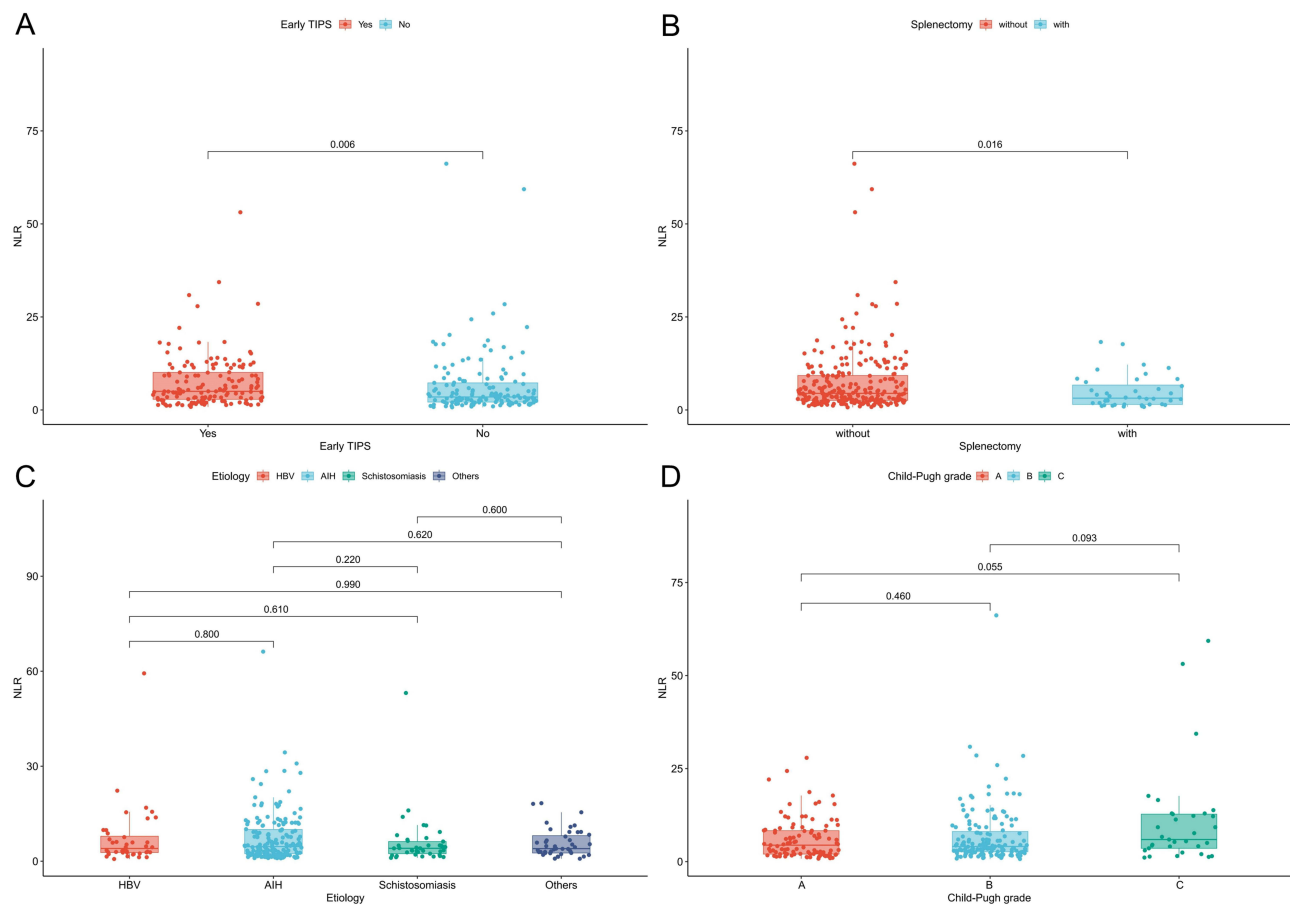 A
Early TIPS Yes No
75
50
25
0
NLR
0.006
Yes No
Early TIPS
B
Splenectomy without with
75
50
25
0
NLR
0.016
without with
Splenectomy
C
Etiology HBV AIH Schistosomiasis Others
90
60
30
0
NLR
0.600
0.620
0.220
0.990
0.610
0.800
HBV AIH Schistosomiasis Others
Etiology
D
Child-Pugh grade A B C
75
50
25
0
NLR
0.093
0.055
0.460
A B C
Child-Pugh grade